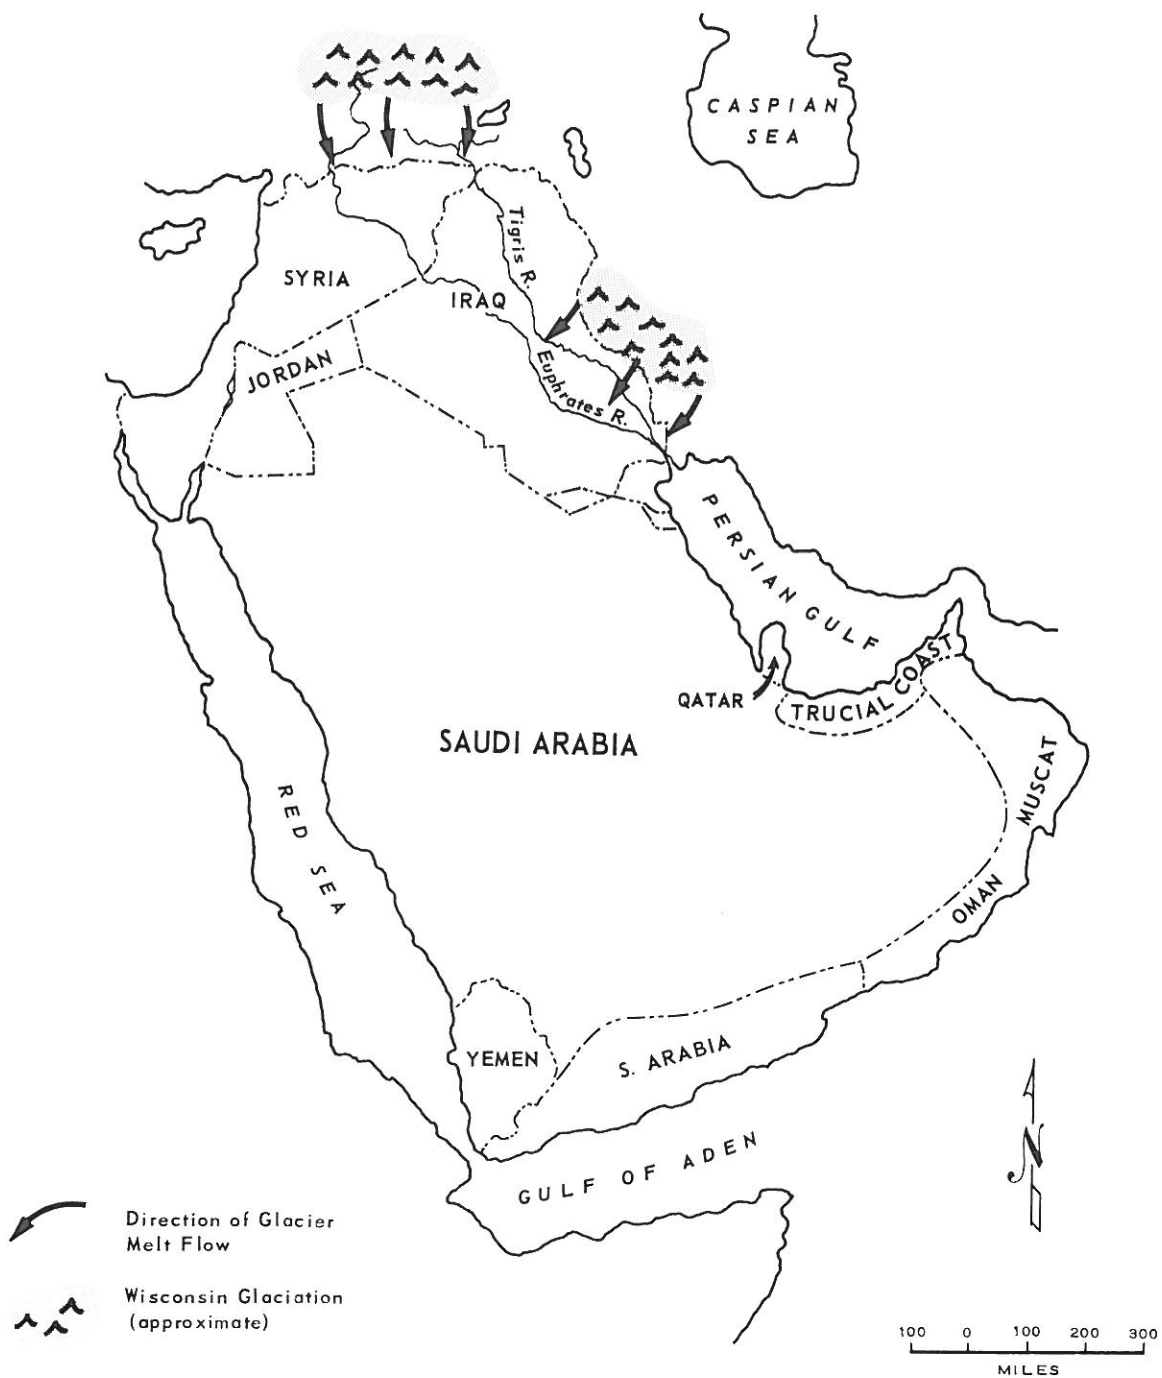 CASPIAN
SEA
Tigris R.
SYRIA
IRAQ
JORDAN
Euphrates R.
PERSIAN GULF
QATAR
TRUCIAL COAST
SAUDI ARABIA
MUSCAT
RED SEA
OMAN
YEMEN
S. ARABIA
N
GULF OF ADEN
Direction of Glacier
Melt Flow
Wisconsin Glaciation
(approximate)
100 0 100 200 300
MILES